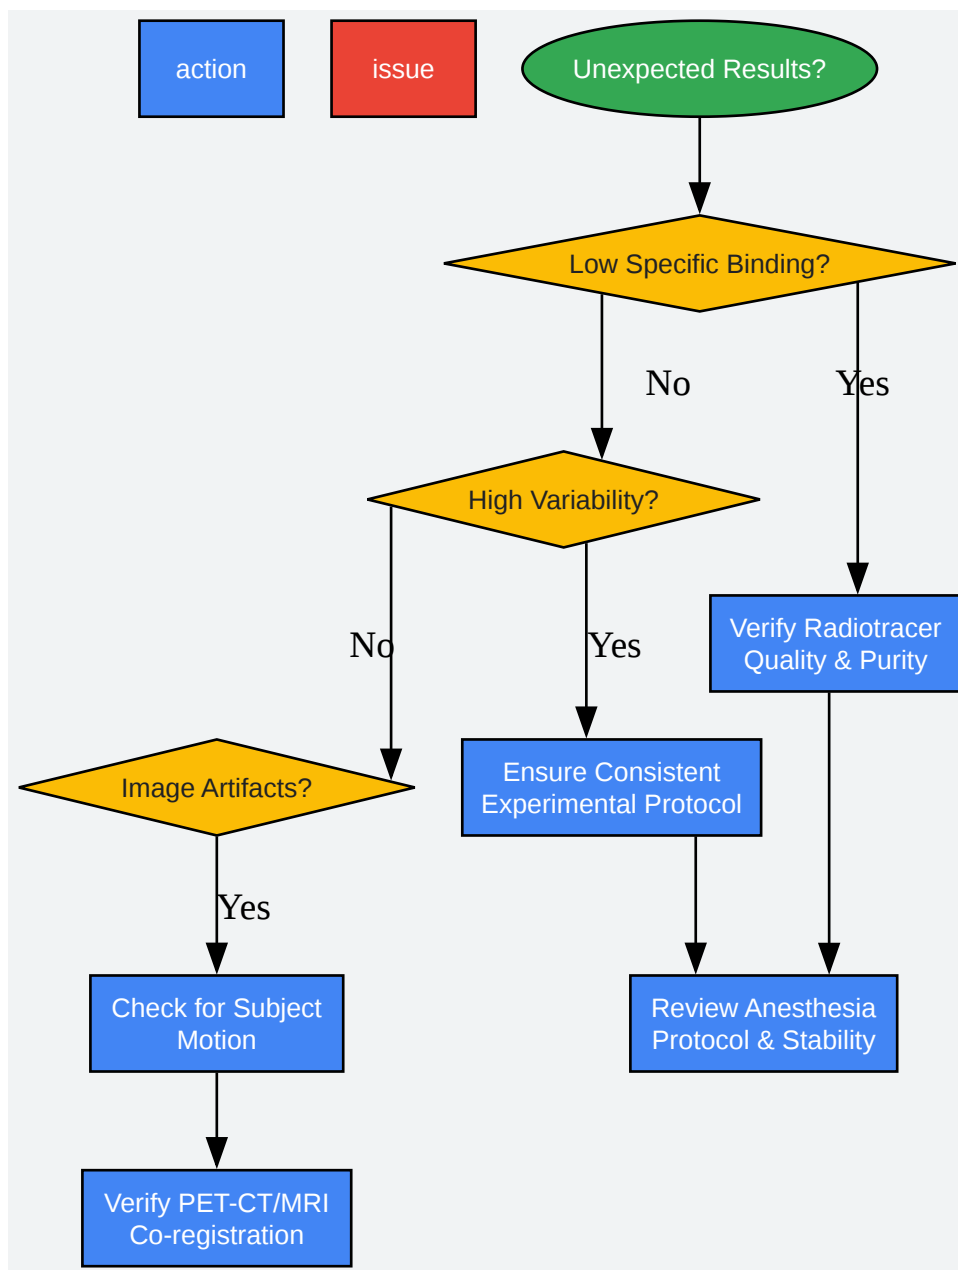 action
issue
Unexpected Results?
Low Specific Binding?
No
Yes
High Variability?
No
Yes
Verify Radiotracer
Quality & Purity
Image Artifacts?
Ensure Consistent
Experimental Protocol
Yes
Check for Subject
Motion
Review Anesthesia
Protocol & Stability
Verify PET-CT/MRI
Co-registration